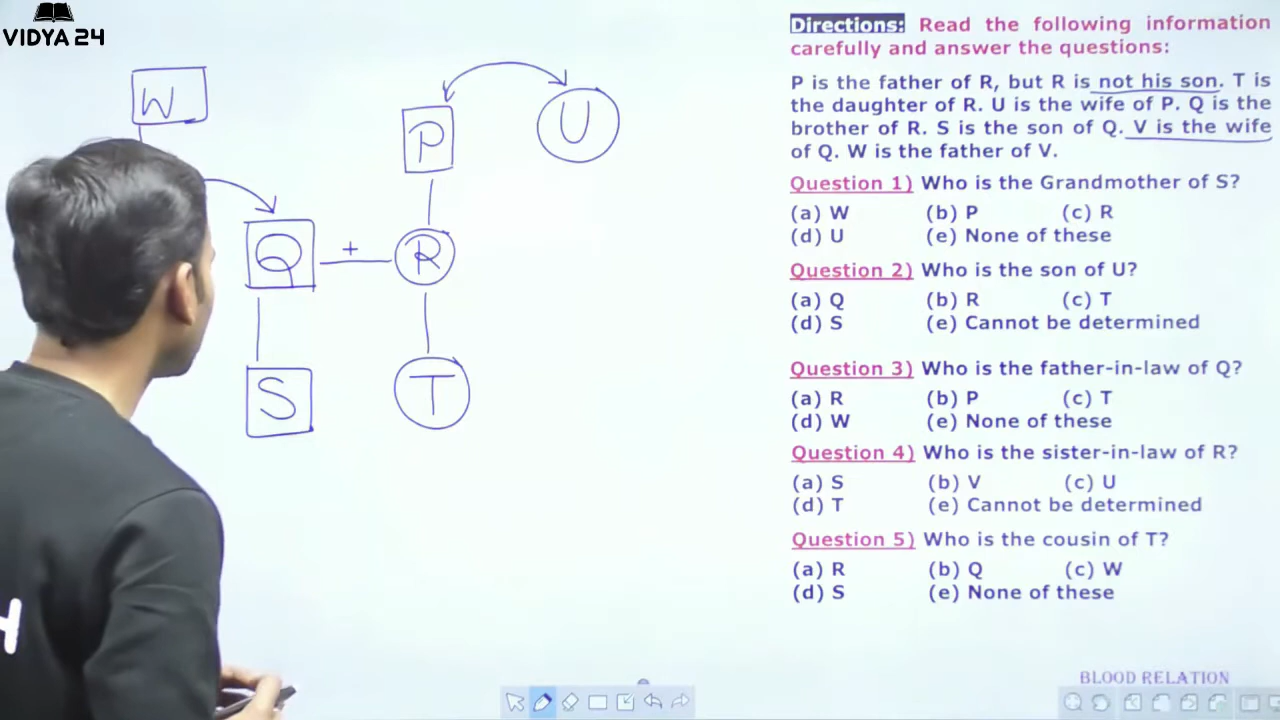 VIDYA 24
W
P
U
Q
+
R
S
T
Directions: Read the following information
carefully and answer the questions:
P is the father of R, but R is not his son. T is
the daughter of R. U is the wife of P. Q is the
brother of R. S is the son of Q. V is the wife
of Q. W is the father of V.
Question 1) Who is the Grandmother of S?
(a) W (b) P (c) R
(d) U (e) None of these
Question 2) Who is the son of U?
(a) Q (b) R (c) T
(d) S (e) Cannot be determined
Question 3) Who is the father-in-law of Q?
(a) R (b) P (c) T
(d) W (e) None of these
Question 4) Who is the sister-in-law of R?
(a) S (b) V (c) U
(d) T (e) Cannot be determined
Question 5) Who is the cousin of T?
(a) R (b) Q (c) W
(d) S (e) None of these
BLOOD RELATION